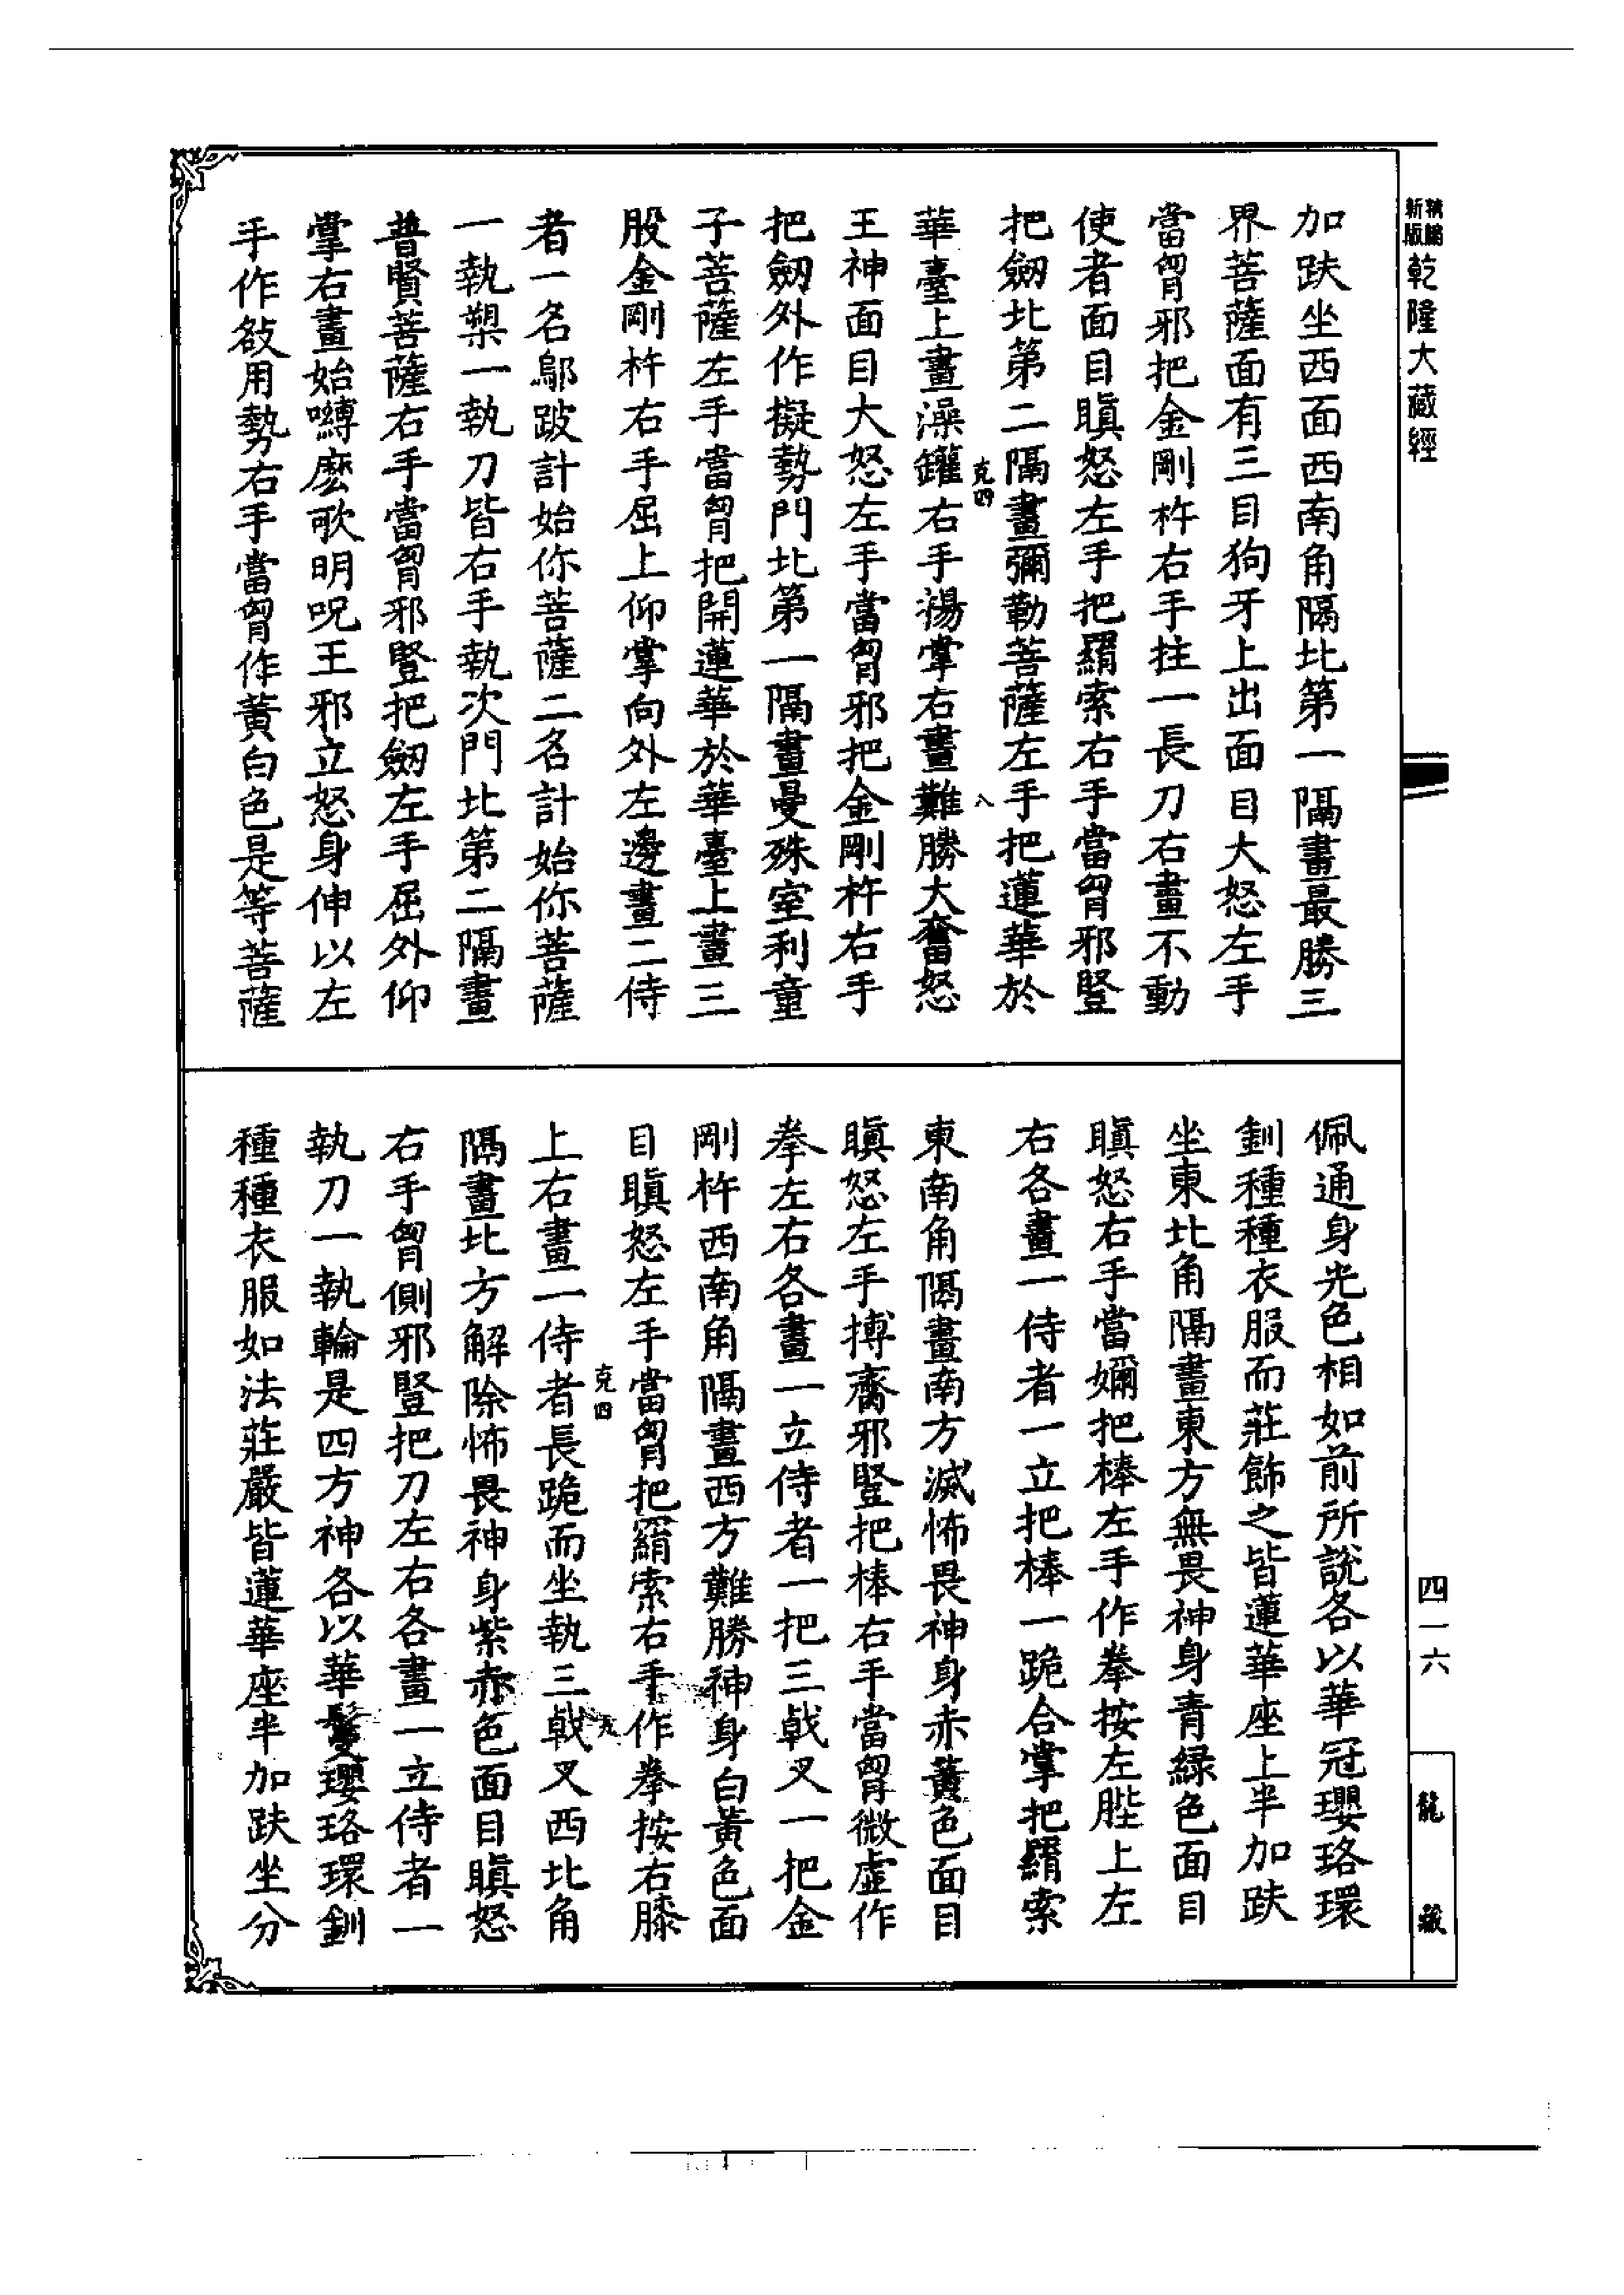 新版
精縮
乾隆大藏經
四一六
龍藏
加趺坐西面西南角隔北第一隔畫最勝三
界菩薩面有三目狗牙上出面目大怒左手
當胷邪把金剛杵右手拄一長刀右畫不動
使者面目瞋怒左手把羂索右手當胷邪豎
把劒北第二隔畫彌勒菩薩左手把蓮華於
克四
八
華臺上畫澡罐右手揚掌右畫難勝大奮怒
王神面目大怒左手當胷邪把金剛杵右手
把劒外作擬勢門北第一隔畫曼殊室利童
子菩薩左手當胷把開蓮華於華臺上畫三
股金剛杵右手屈上仰掌向外左邊畫二侍
者一名鄔跛計始你菩薩二名計始你菩薩
一執槊一執刀皆右手執次門北第二隔畫
普賢菩薩右手當胷邪豎把劒左手屈外仰
掌右畫始嚩麽歌明呪王邪立怒身伸以左
手作敍用勢右手當胷作黃白色是等菩薩
佩通身光色相如前所說各以華冠瓔珞環
釧種種衣服而莊飾之皆蓮華座上半加趺
坐東北角隔畫東方無畏神身青綠色面目
瞋怒右手當嬭把棒左手作拳按左䏶上左
右各畫一侍者一立把棒一跪合掌把羂索
東南角隔畫南方滅怖畏神身赤黃色面目
瞋怒左手摶齋邪豎把棒右手當胷微虛作
拳左右各畫一立侍者一把三戟叉一把金
剛杵西南角隔畫西方難勝神身白黃色面
目瞋怒左手當胷把羂索右手作拳按右膝
克四
九
上右畫一侍者長跪而坐執三戟叉西北角
隔畫北方解除怖畏神身紫赤色面目瞋怒
右手胷側邪豎把刀左右各畫一立侍者一
執刀一執輪是四方神各以華鬘瓔珞環釧
種種衣服如法莊嚴皆蓮華座半加趺坐分